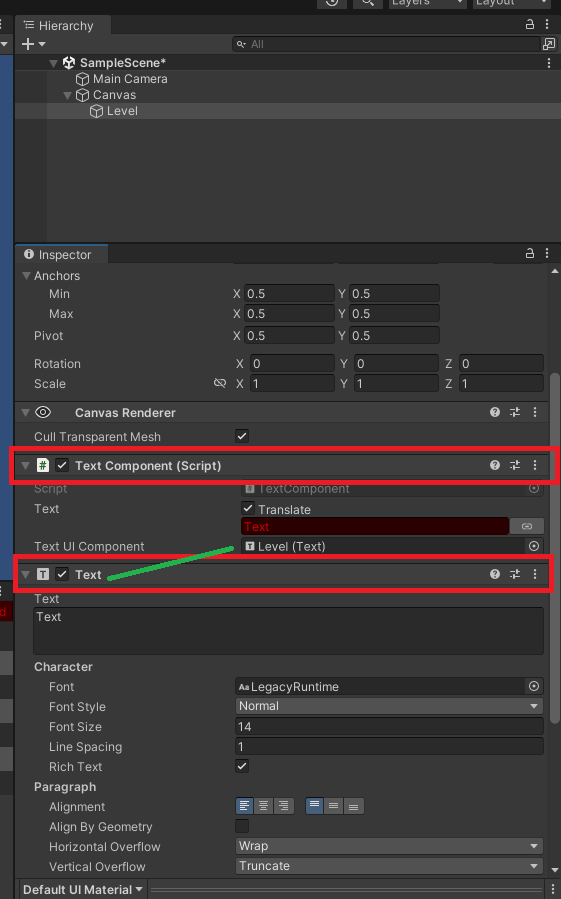 Layers Layout
Hierarchy
All
SampleScene*
Main Camera
Canvas
Level
Inspector
Anchors
Min X 0.5 Y 0.5
Max X 0.5 Y 0.5
Pivot X 0.5 Y 0.5
Rotation X 0 Y 0 Z 0
Scale X 1 Y 1 Z 1
Canvas Renderer
Cull Transparent Mesh
# Text Component (Script)
Script # TextComponent
Text Translate
Text
Text UI Component T Level (Text)
T Text
Text
Text
Character
Font Aa LegacyRuntime
Font Style Normal
Font Size 14
Line Spacing 1
Rich Text
Paragraph
Alignment
Align By Geometry
Horizontal Overflow Wrap
Vertical Overflow Truncate
Default UI Material